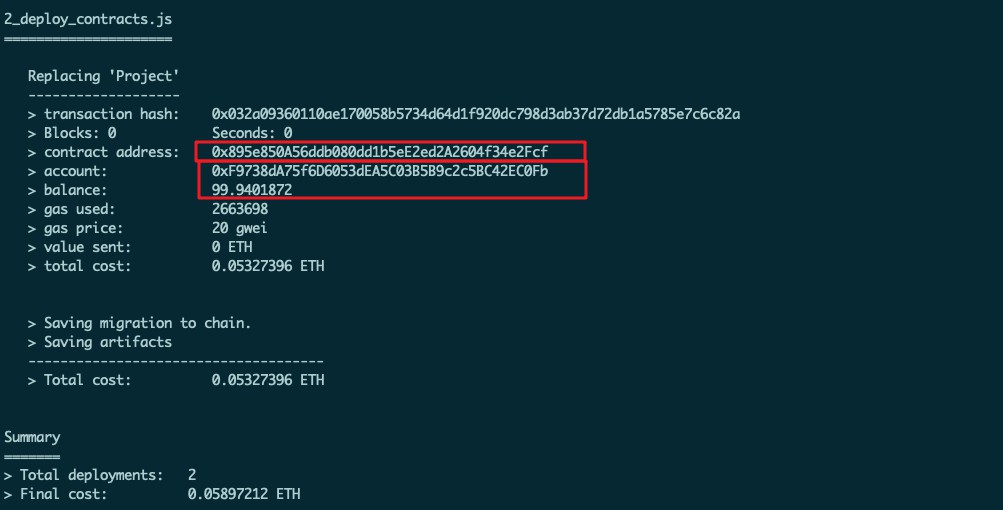 2_deploy_contracts.js
=====================
Replacing 'Project'
-------------------
> transaction hash: 0x032a09360110ae170058b5734d64d1f920dc798d3ab37d72db1a5785e7c6c82a
> Blocks: 0 Seconds: 0
> contract address: 0x895e850A56ddb080dd1b5eE2ed2A2604f34e2Fcf
> account: 0xF9738dA75f6D6053dEA5C03B5B9c2c5BC42EC0Fb
> balance: 99.9401872
> gas used: 2663698
> gas price: 20 gwei
> value sent: 0 ETH
> total cost: 0.05327396 ETH
> Saving migration to chain.
> Saving artifacts
-------------------------------------
> Total cost: 0.05327396 ETH
Summary
=======
> Total deployments: 2
> Final cost: 0.05897212 ETH